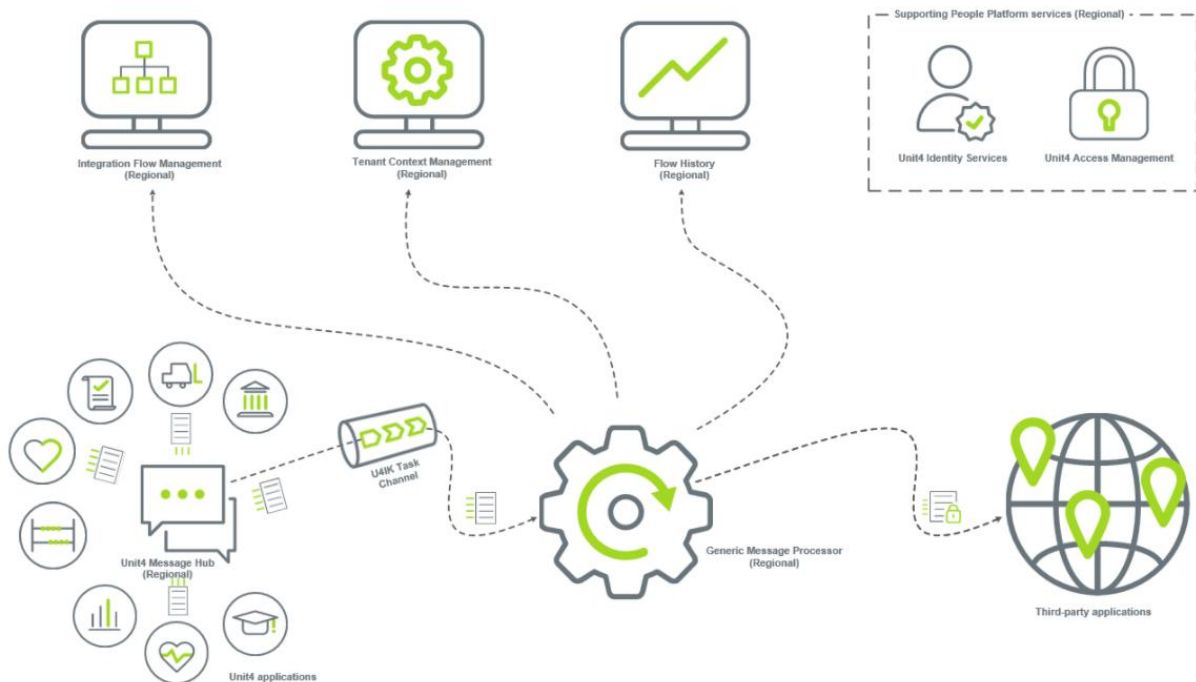 Supporting People Platform services (Regional)
Integration Flow Management
(Regional)
Tenant Context Management
(Regional)
Flow History
(Regional)
Unit4 Identity Services
Unit4 Access Management
U4IK Task
Channel
Unit4 Message Hub
(Regional)
Generic Message Processor
(Regional)
Third-party applications
Unit4 applications